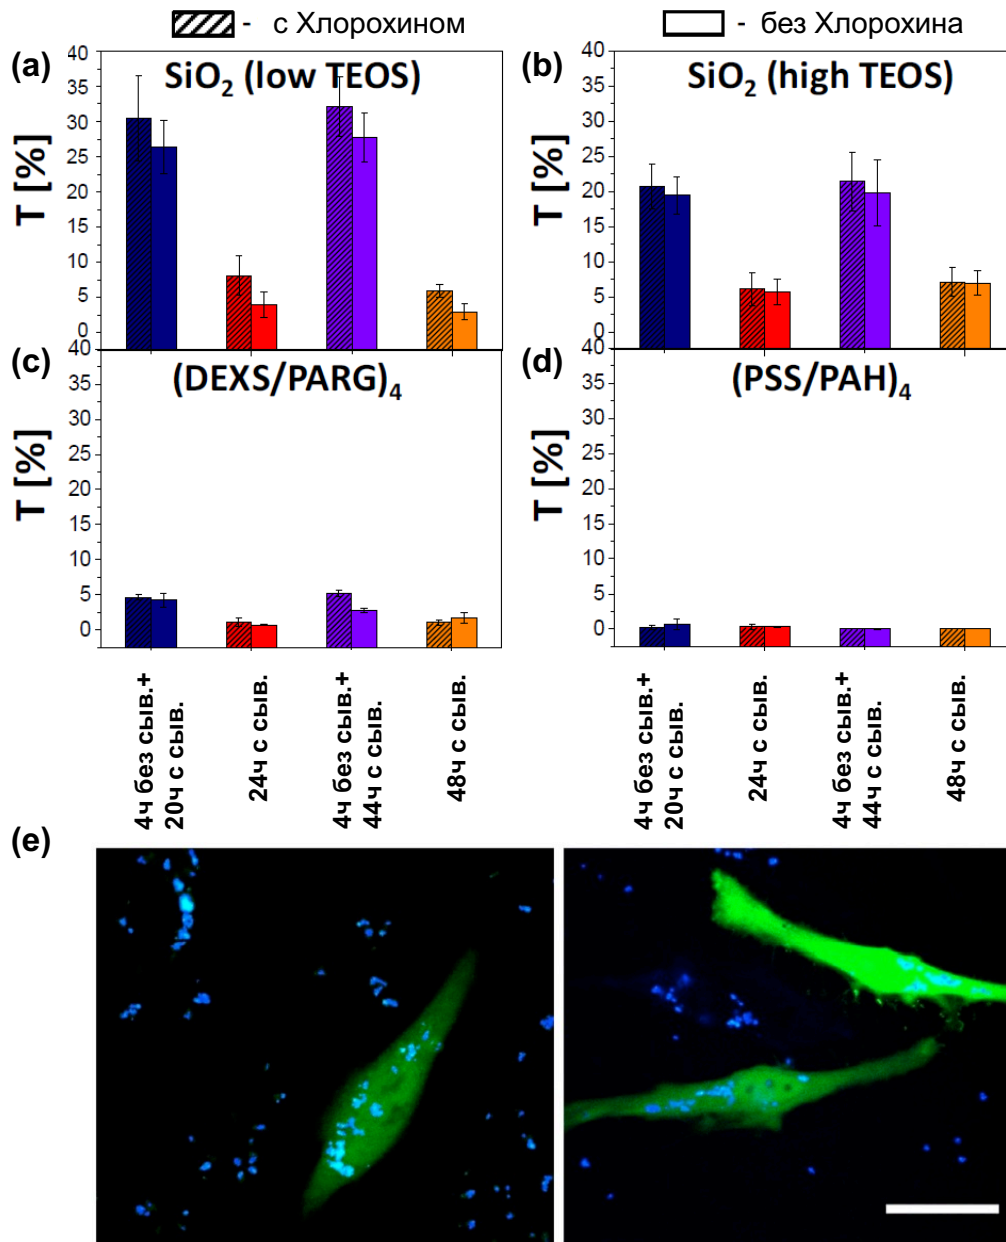 - с Хлорохином
- без Хлорохина
(a)
SiO₂ (low TEOS)
T [%]
40
35
30
25
20
15
10
5
0
(b)
SiO₂ (high TEOS)
T [%]
40
35
30
25
20
15
10
5
0
(c)
(DEXS/PARG)₄
T [%]
40
35
30
25
20
15
10
5
0
(d)
(PSS/PAH)₄
T [%]
40
35
30
25
20
15
10
5
0
4ч без сыв.+
20ч с сыв.
24ч с сыв.
4ч без сыв.+
44ч с сыв.
48ч с сыв.
4ч без сыв.+
20ч с сыв.
24ч с сыв.
4ч без сыв.+
44ч с сыв.
48ч с сыв.
(e)